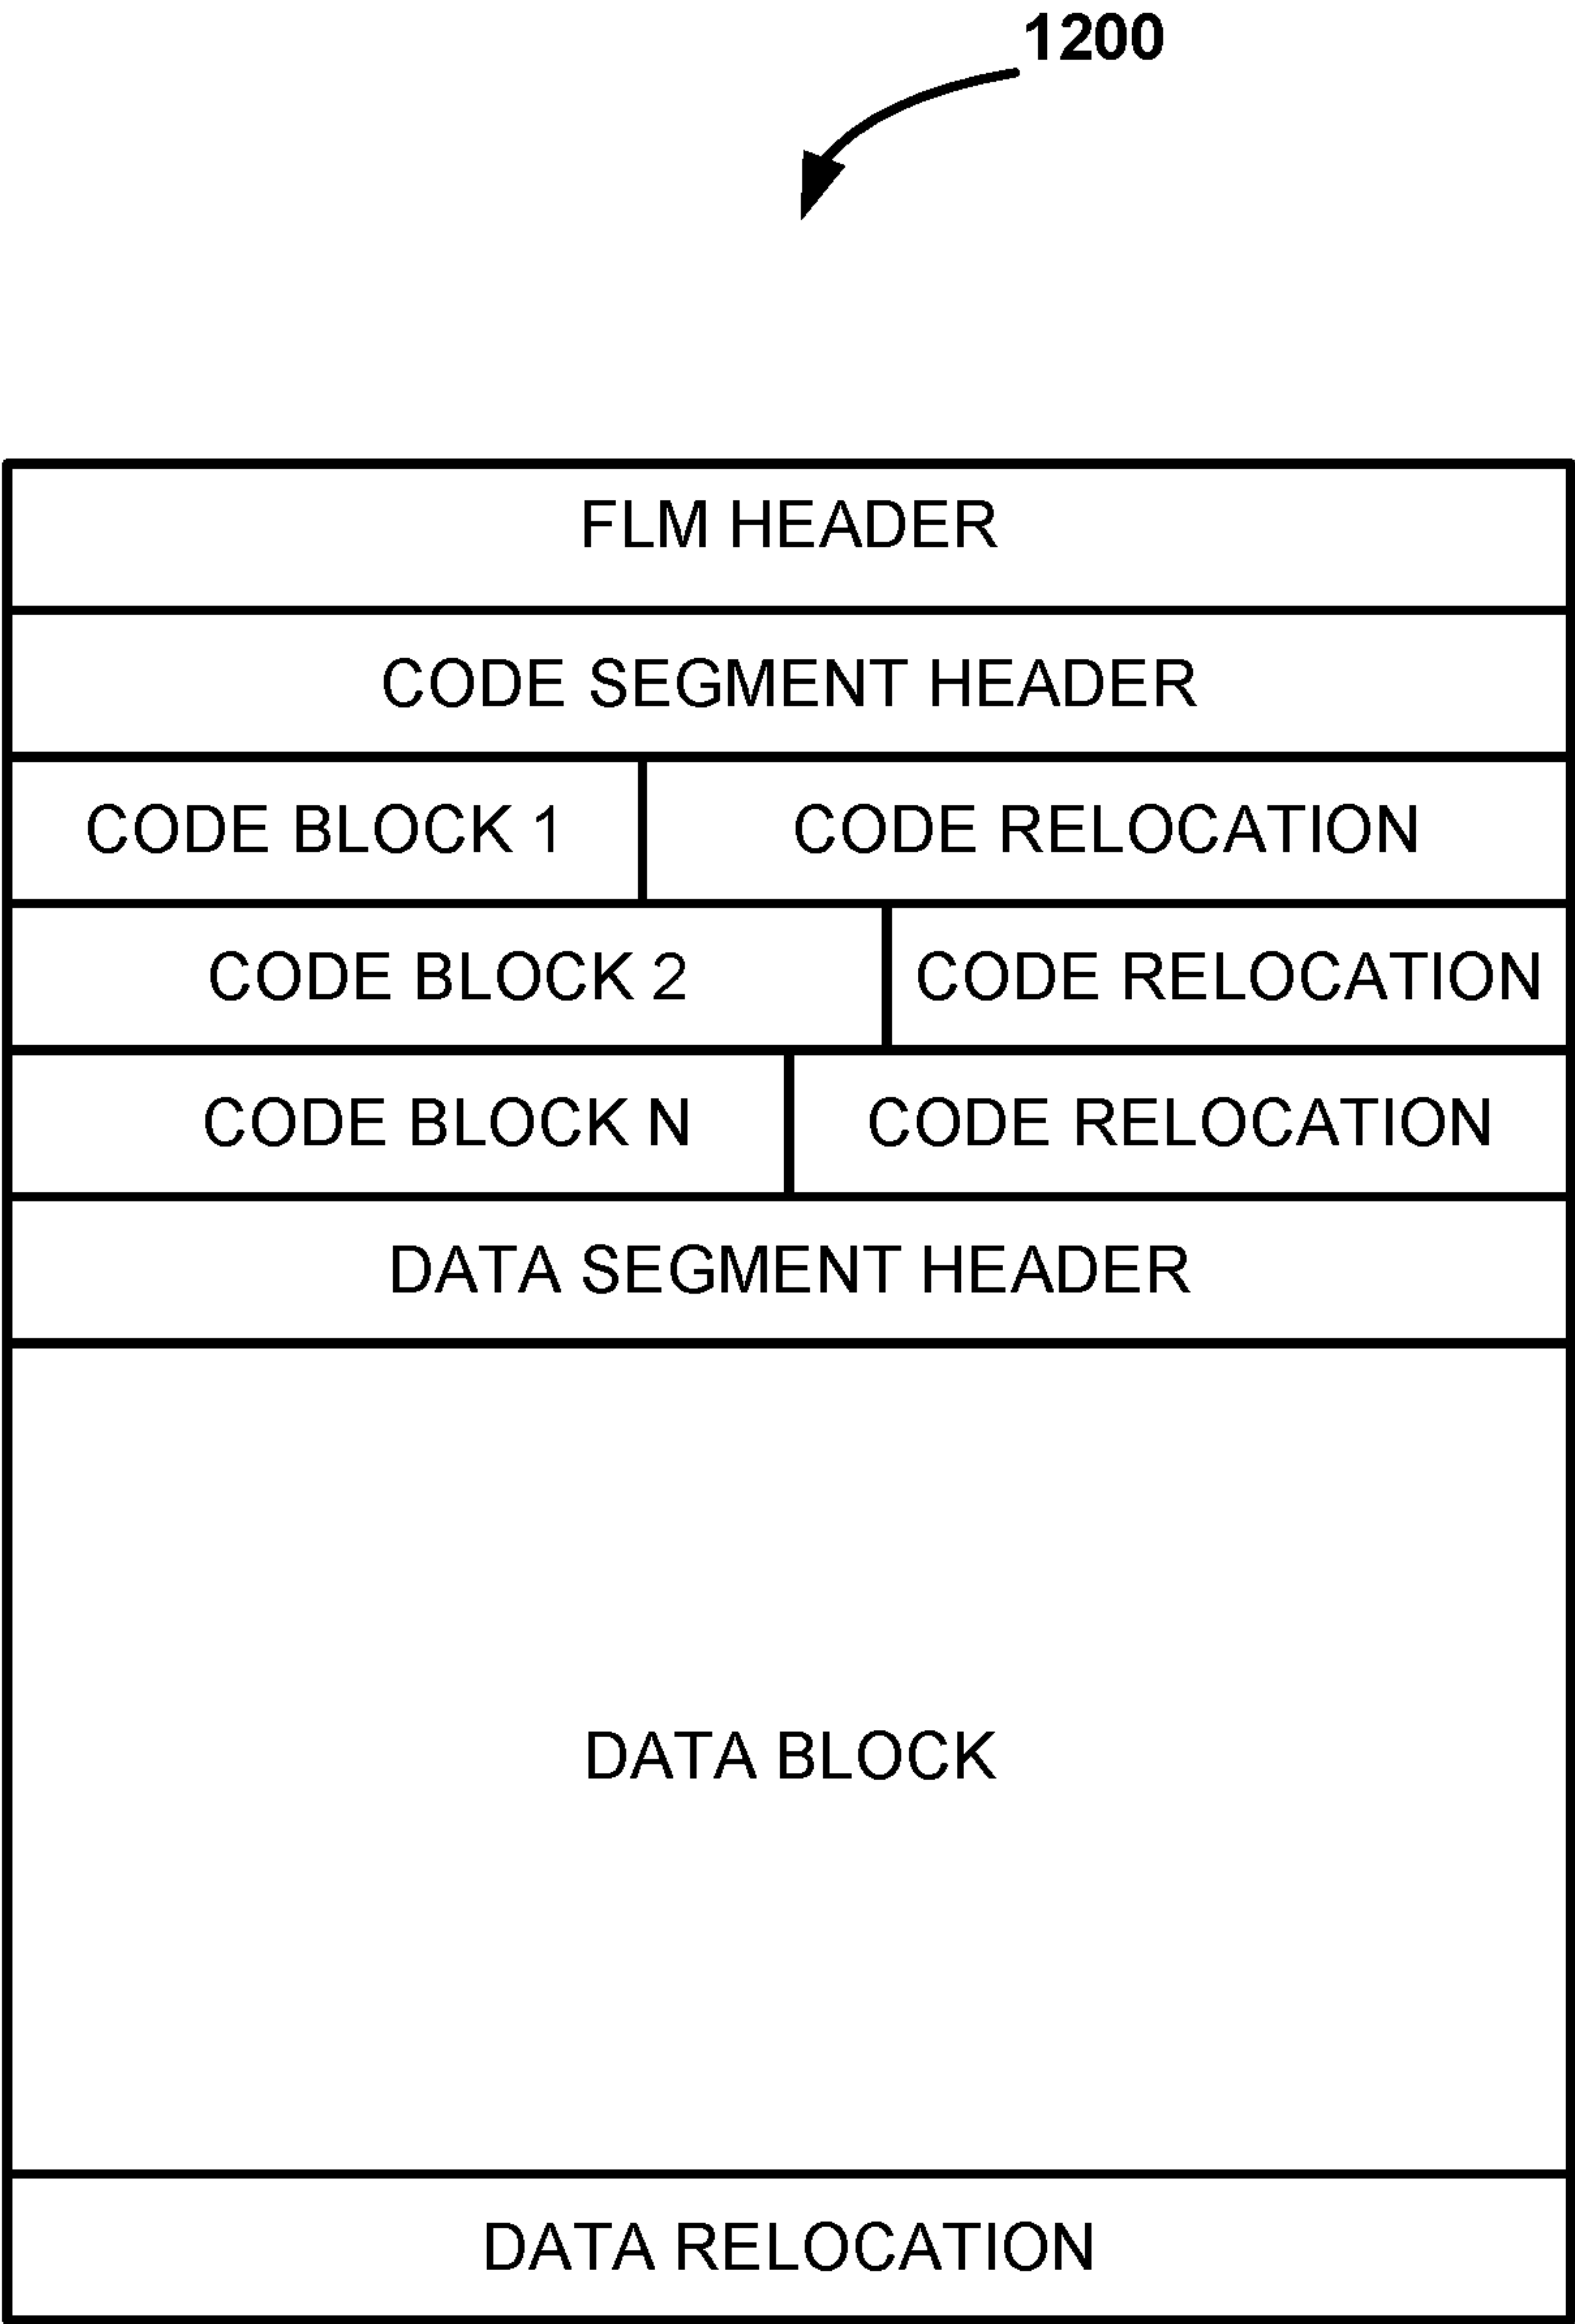 1200
FLM HEADER
CODE SEGMENT HEADER
CODE BLOCK 1 CODE RELOCATION
CODE BLOCK 2 CODE RELOCATION
CODE BLOCK N CODE RELOCATION
DATA SEGMENT HEADER
DATA BLOCK
DATA RELOCATION